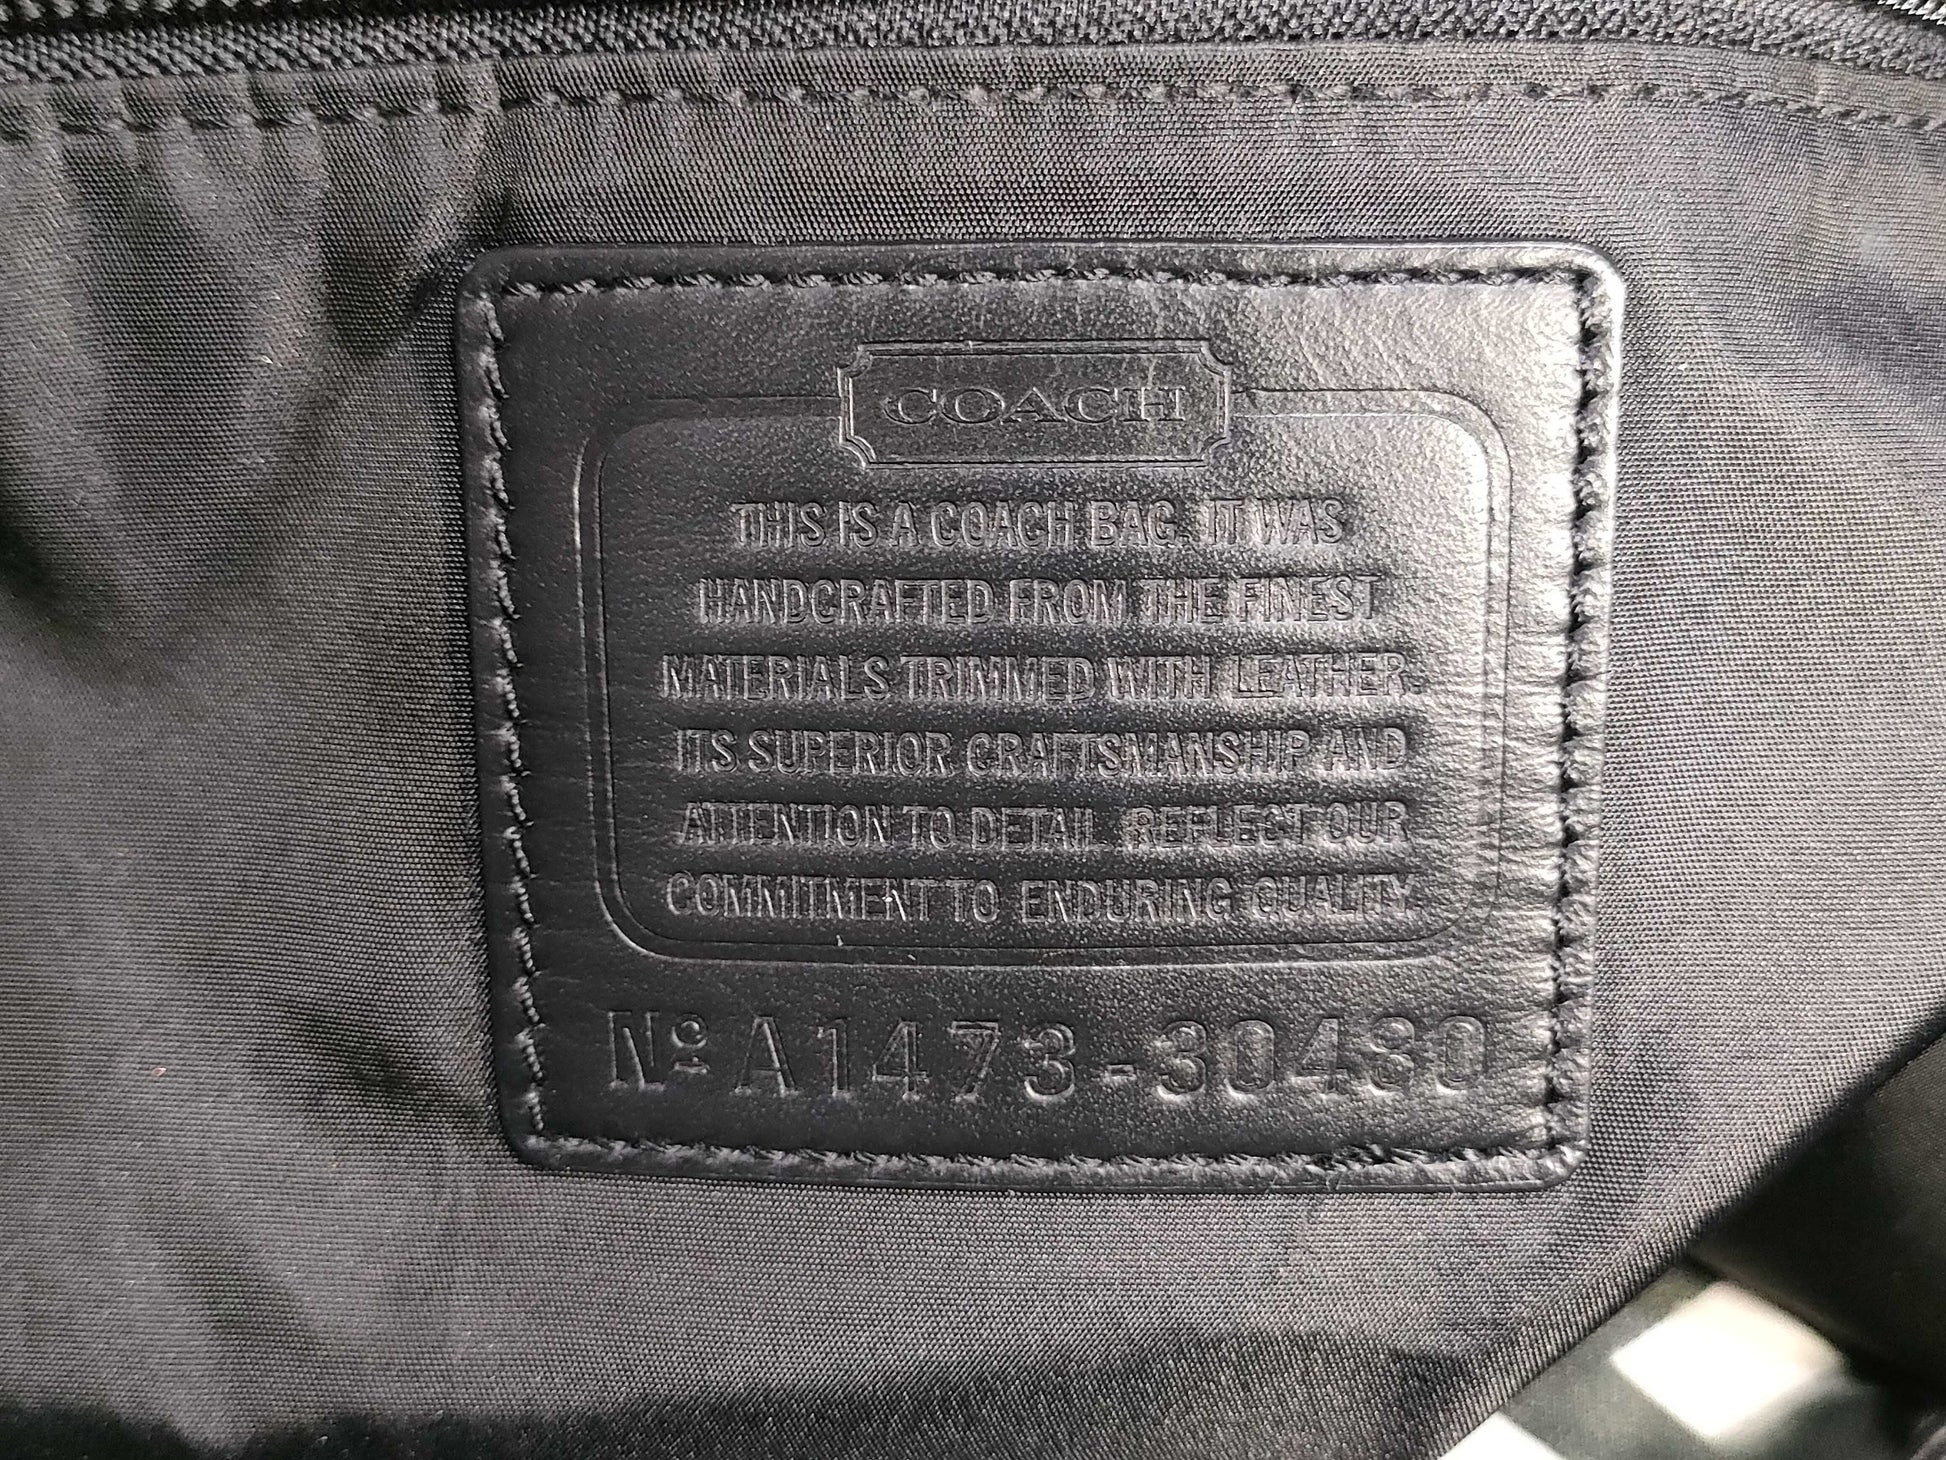 COACH
THIS IS A COACH BAG. IT WAS
HANDCRAFTED FROM THE FINEST
MATERIALS TRIMMED WITH LEATHER.
ITS SUPERIOR CRAFTSMANSHIP AND
ATTENTION TO DETAIL REFLECT OUR
COMMITMENT TO ENDURING QUALITY.
No A1473-30480